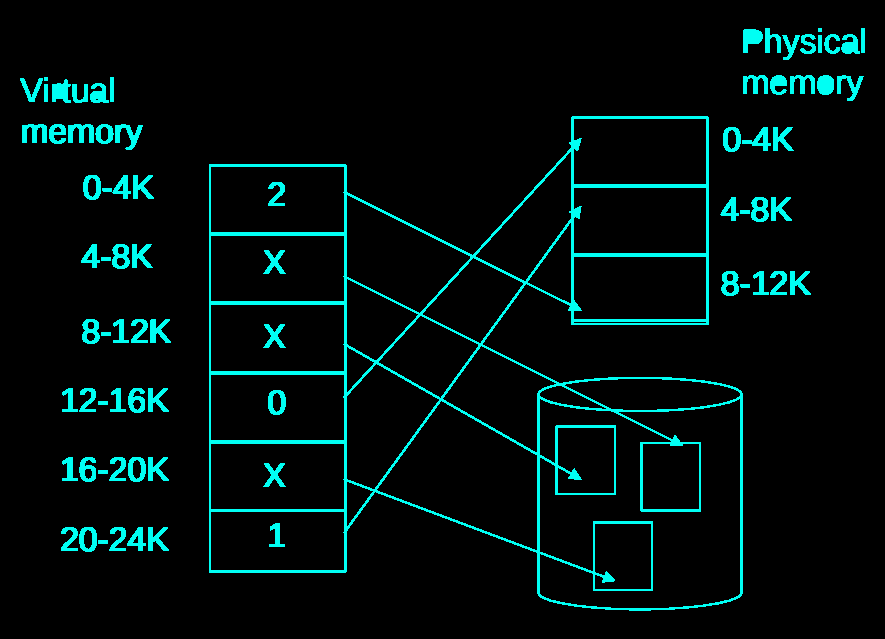 Physical
memory
Virtual
memory
0-4K
4-8K
8-12K
0-4K 2
4-8K X
8-12K X
12-16K 0
16-20K X
20-24K 1